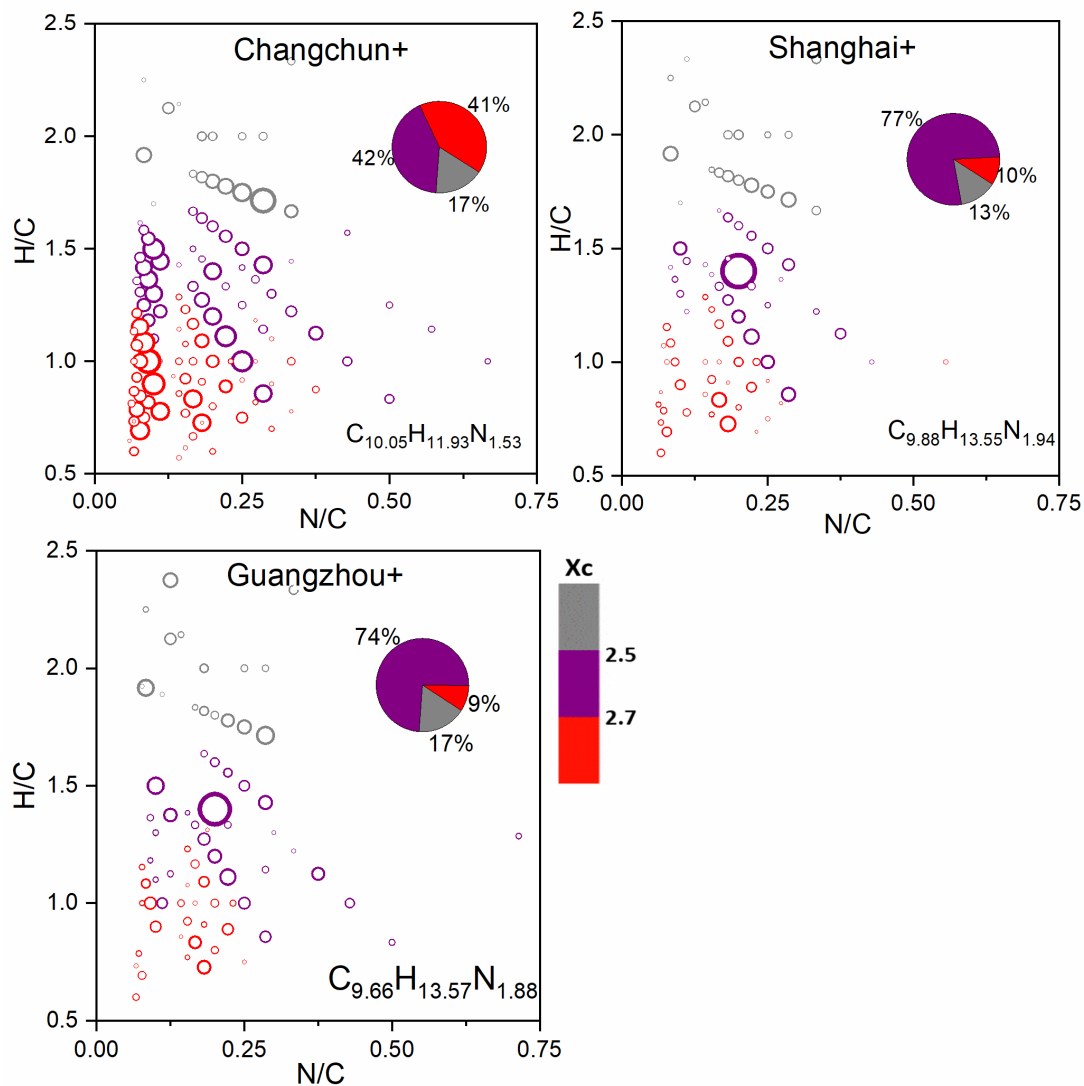 Changchun+
41%
42%
17%
C10.05H11.93N1.53
H/C
2.5
2.0
1.5
1.0
0.5
0.00 0.25 0.50 0.75
N/C
Shanghai+
77%
10%
13%
C9.88H13.55N1.94
H/C
2.5
2.0
1.5
1.0
0.5
0.00 0.25 0.50 0.75
N/C
Guangzhou+
74%
9%
17%
C9.66H13.57N1.88
H/C
2.5
2.0
1.5
1.0
0.5
0.00 0.25 0.50 0.75
N/C
Xc
2.5
2.7